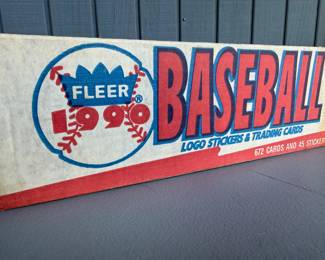 FLEER®
1990
BASEBALL
LOGO STICKERS & TRADING CARDS
672 CARDS AND 45 STICKERS